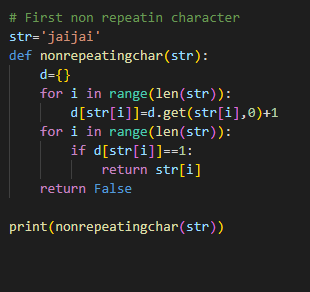 # First non repeatin character
str='jaijai'
def nonrepeatingchar(str):
    d={}
    for i in range(len(str)):
        d[str[i]]=d.get(str[i],0)+1
    for i in range(len(str)):
        if d[str[i]]==1:
            return str[i]
    return False

print(nonrepeatingchar(str))